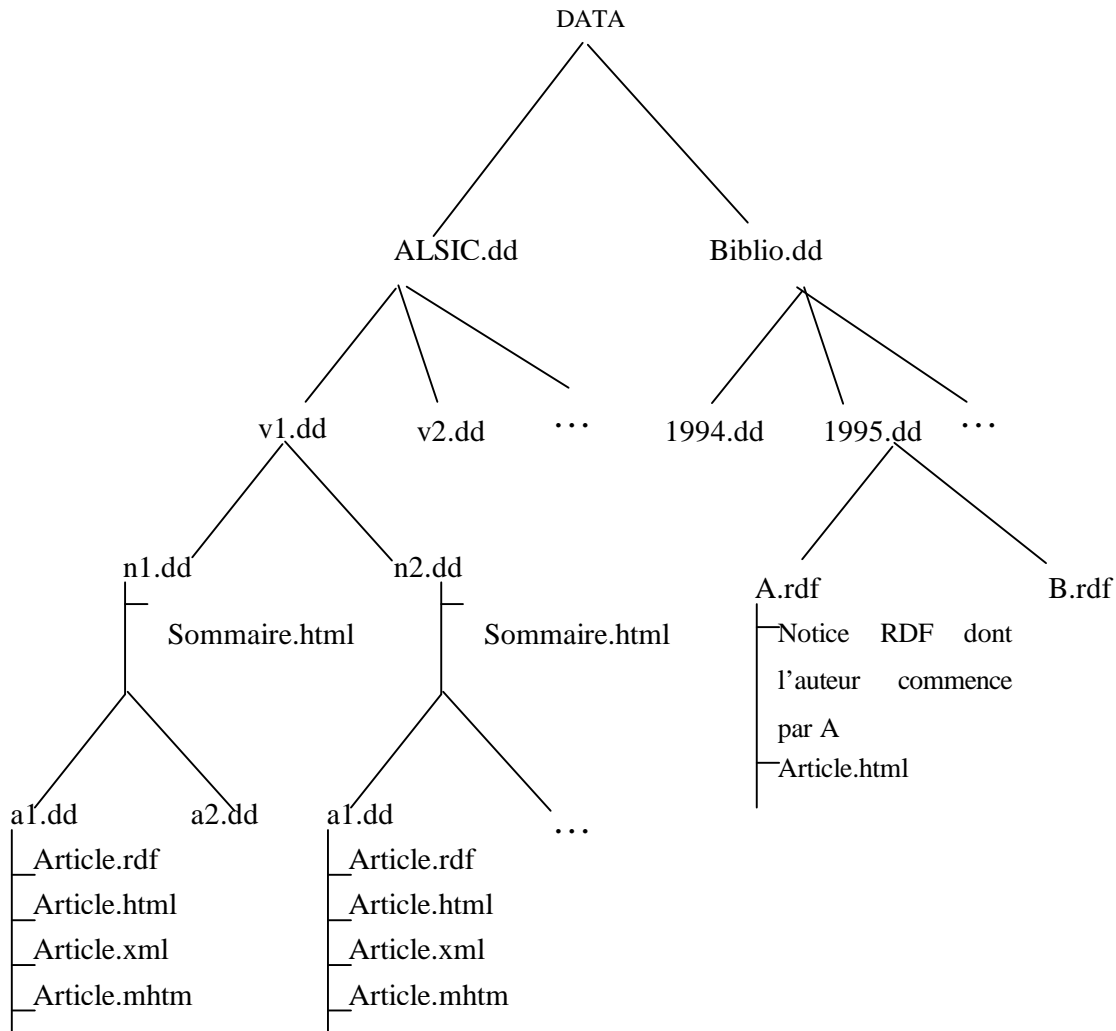 DATA
ALSIC.dd Biblio.dd
v1.dd v2.dd … 1994.dd 1995.dd …
n1.dd n2.dd A.rdf B.rdf
Sommaire.html Sommaire.html
Notice RDF dont
l’auteur commence
par A
Article.html
a1.dd a2.dd a1.dd …
Article.rdf Article.rdf
Article.html Article.html
Article.xml Article.xml
Article.mhtm Article.mhtm